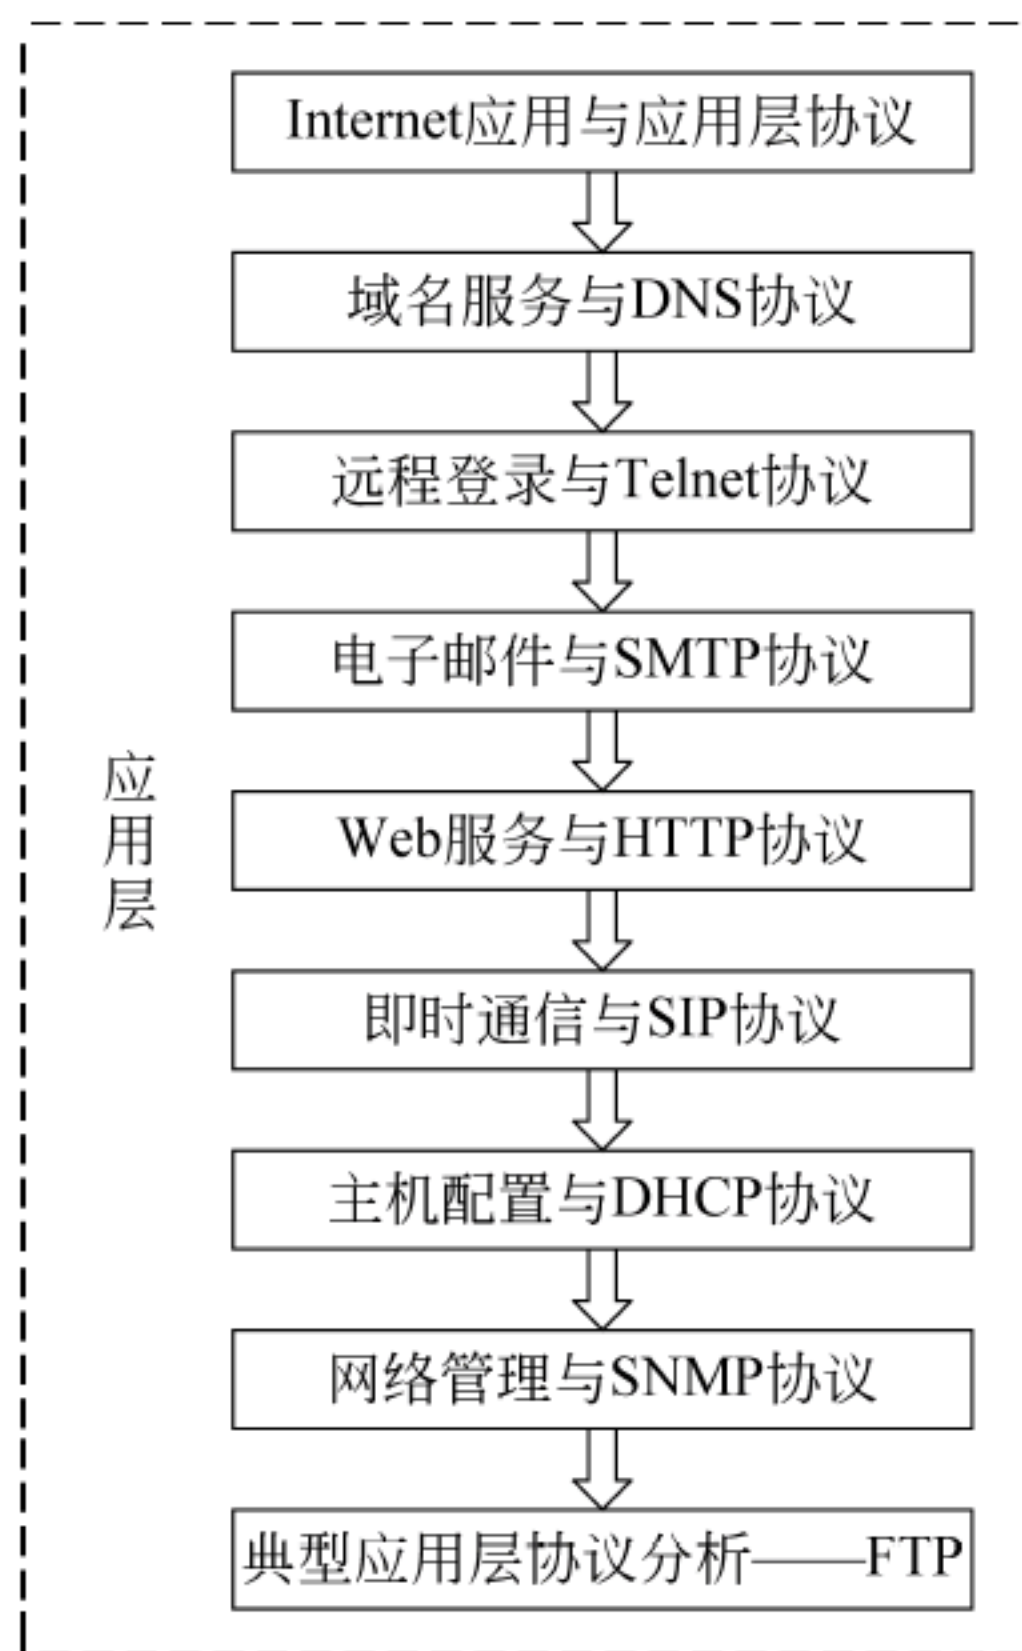 Internet应用与应用层协议
域名服务与DNS协议
远程登录与Telnet协议
电子邮件与SMTP协议
应用层
Web服务与HTTP协议
即时通信与SIP协议
主机配置与DHCP协议
网络管理与SNMP协议
典型应用层协议分析——FTP